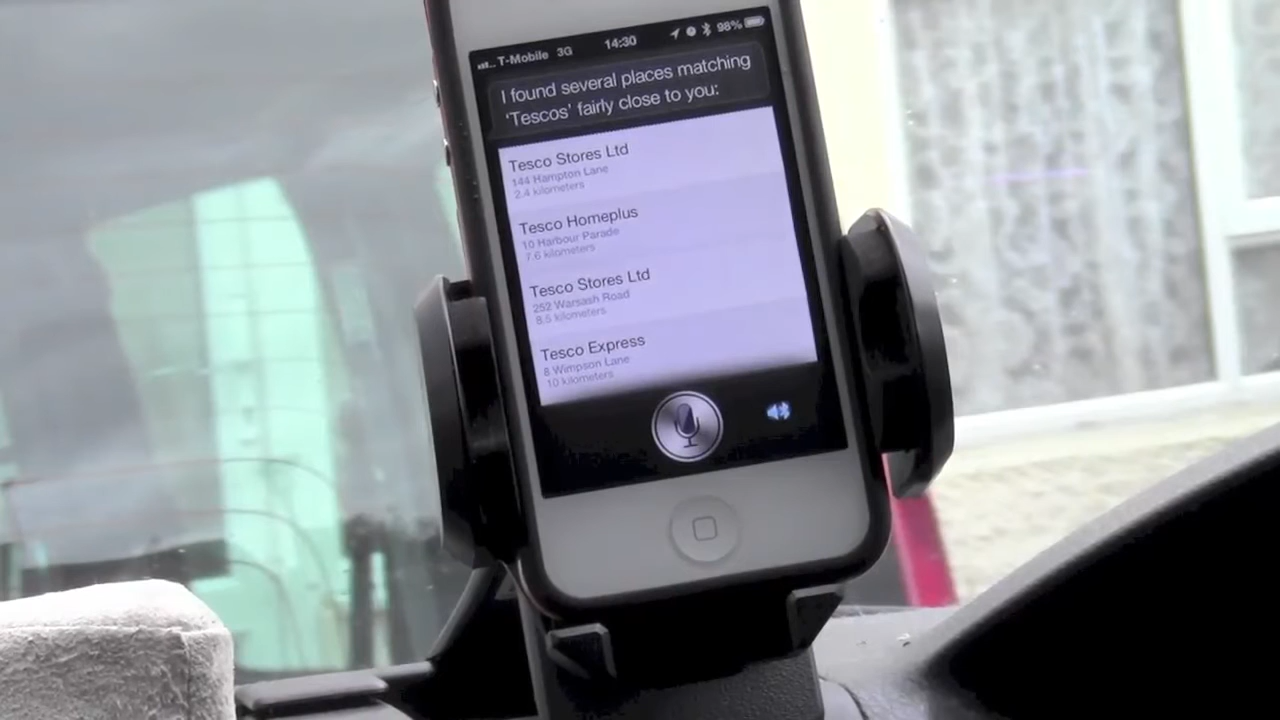 T-Mobile 3G 14:30 98%
I found several places matching
'Tescos' fairly close to you:
Tesco Stores Ltd
144 Hampton Lane
2.4 kilometers
Tesco Homeplus
10 Harbour Parade
7.6 kilometers
Tesco Stores Ltd
252 Warsash Road
8.5 kilometers
Tesco Express
8 Wimpson Lane
10 kilometers